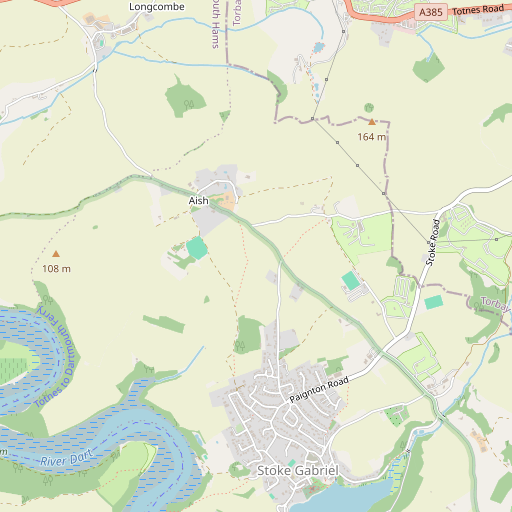 Longcombe
A385
Totnes Road
South Hams
Torbay
164 m
Aish
Stoke Road
108 m
Torbay
Totnes to Dartmouth Ferry
Paignton Road
River Dart
Stoke Gabriel